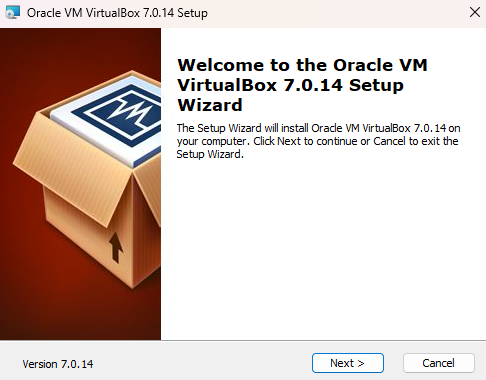 Oracle VM VirtualBox 7.0.14 Setup
Welcome to the Oracle VM
VirtualBox 7.0.14 Setup
Wizard
The Setup Wizard will install Oracle VM VirtualBox 7.0.14 on
your computer. Click Next to continue or Cancel to exit the
Setup Wizard.
Version 7.0.14
Next >
Cancel